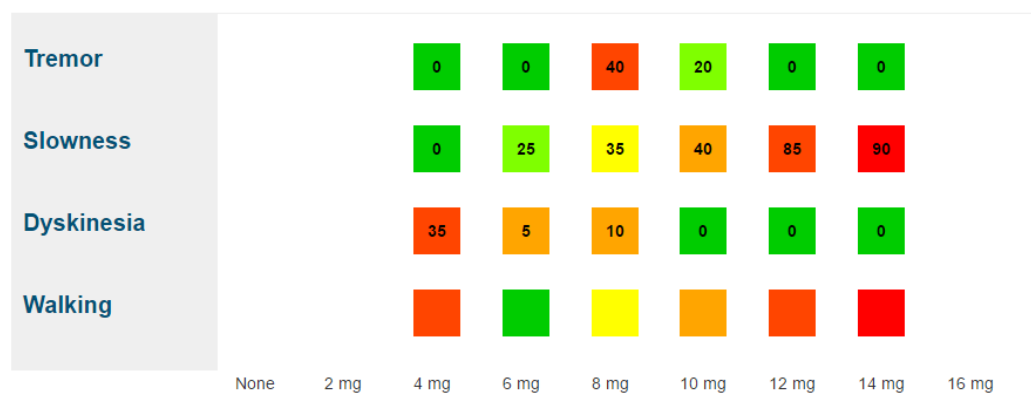 Tremor 0 0 40 20 0 0
Slowness 0 25 35 40 85 90
Dyskinesia 35 5 10 0 0 0
Walking
None 2 mg 4 mg 6 mg 8 mg 10 mg 12 mg 14 mg 16 mg